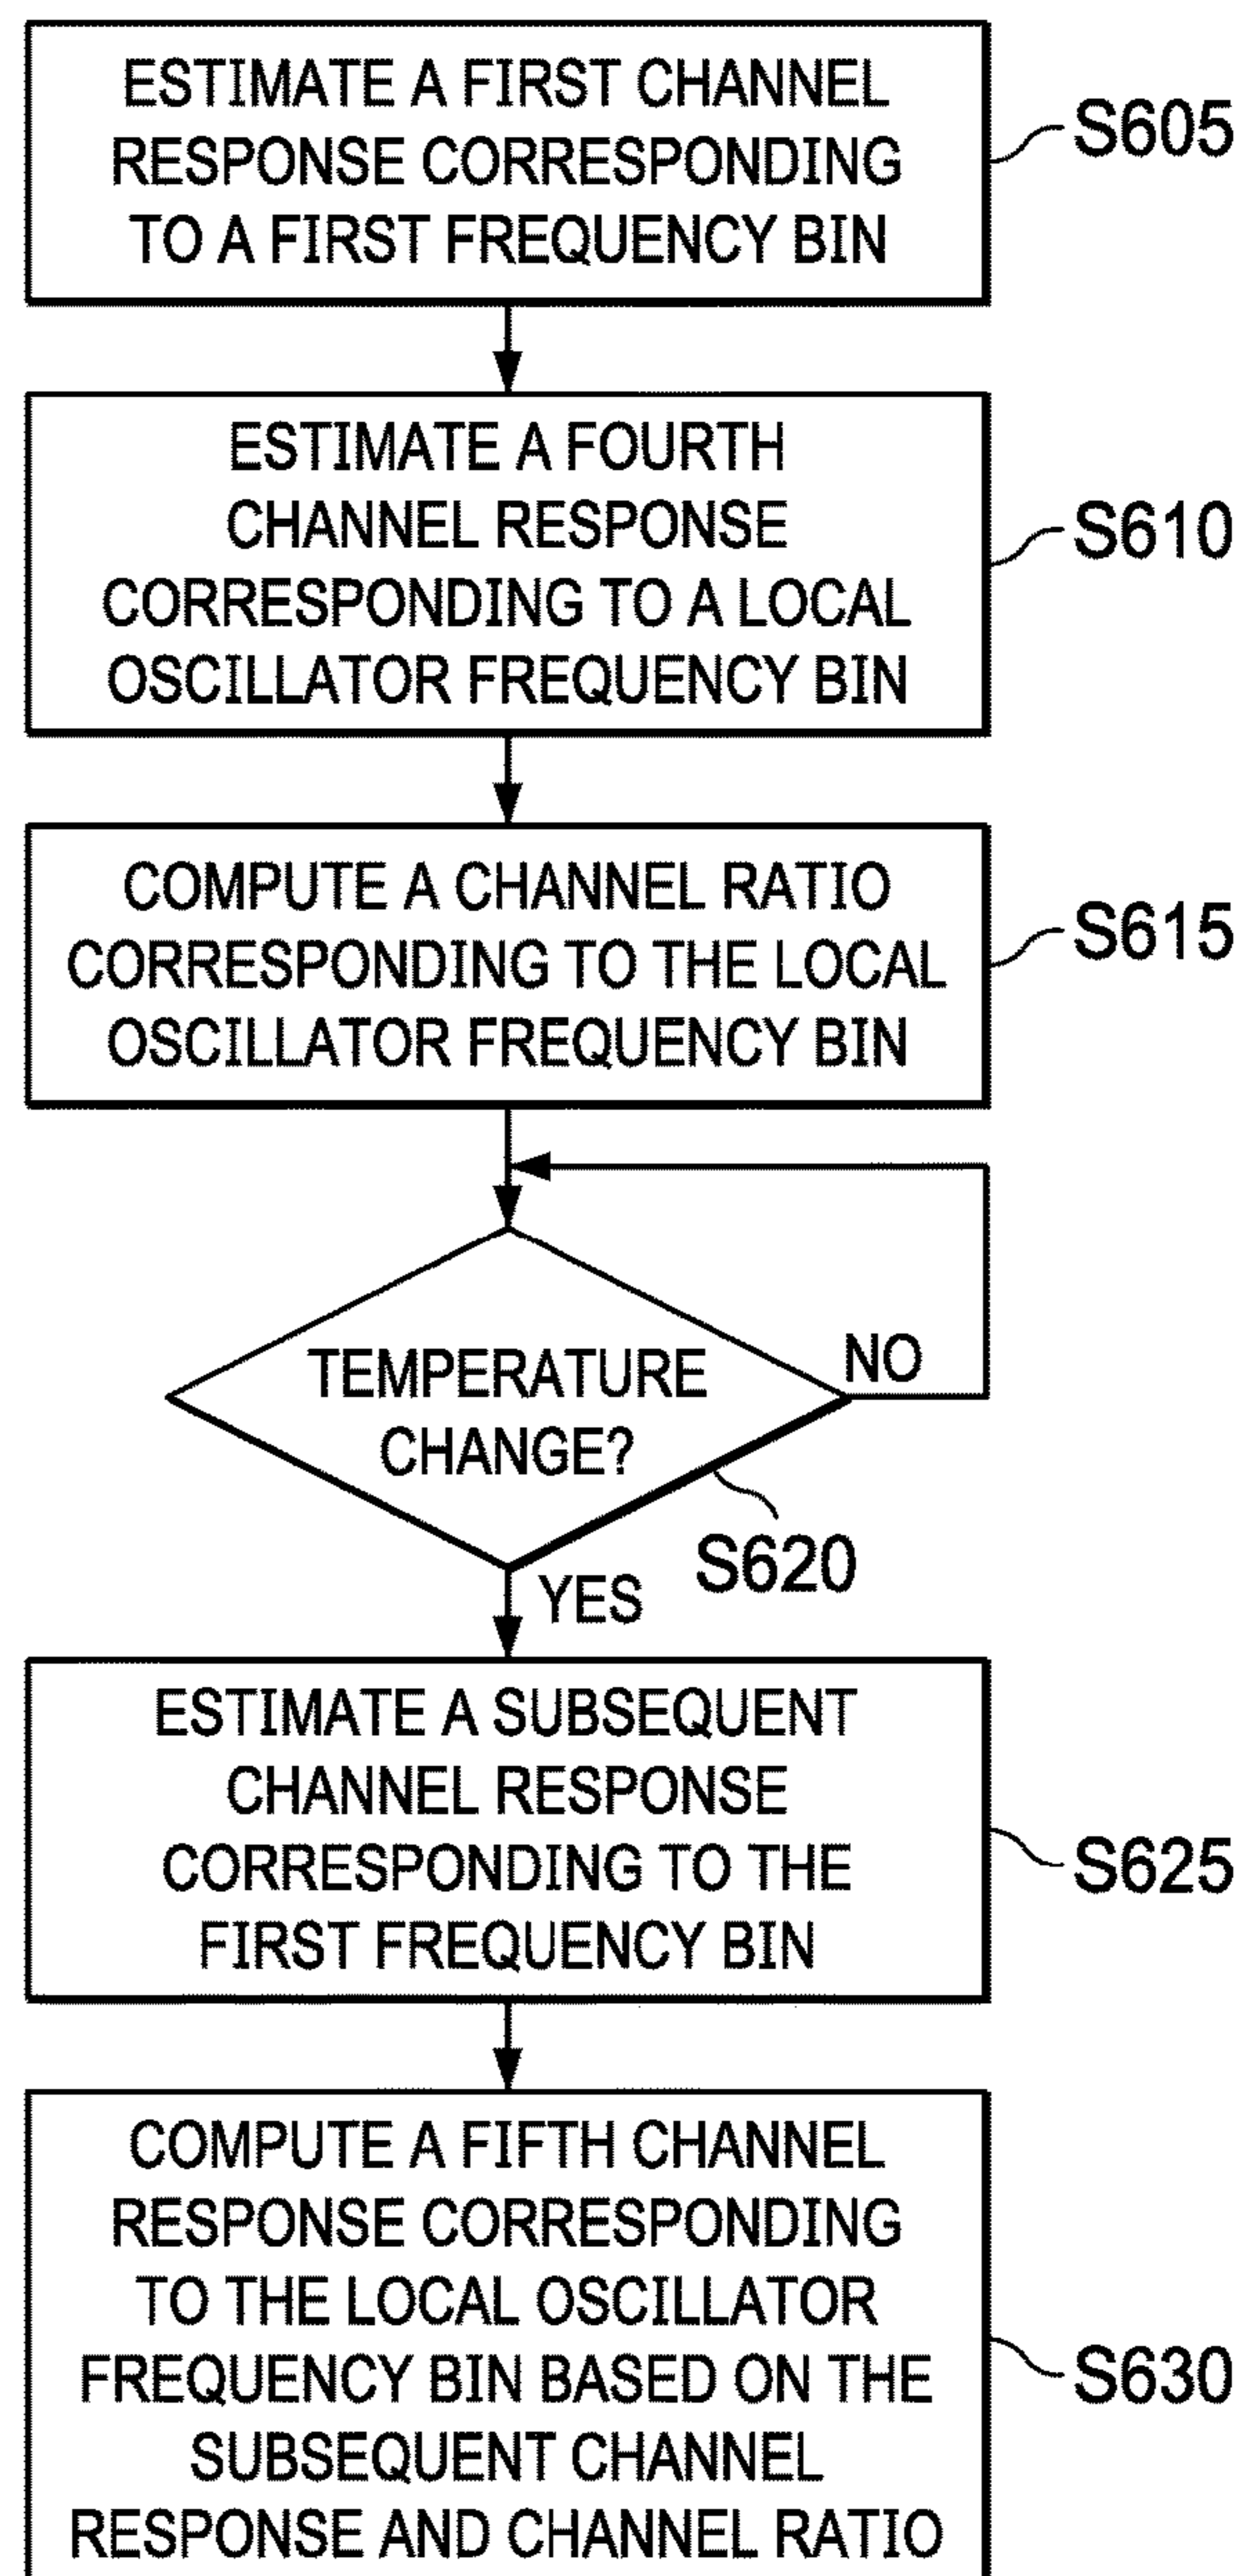 ESTIMATE A FIRST CHANNEL
RESPONSE CORRESPONDING
TO A FIRST FREQUENCY BIN
S605
ESTIMATE A FOURTH
CHANNEL RESPONSE
CORRESPONDING TO A LOCAL
OSCILLATOR FREQUENCY BIN
S610
COMPUTE A CHANNEL RATIO
CORRESPONDING TO THE LOCAL
OSCILLATOR FREQUENCY BIN
S615
TEMPERATURE
CHANGE?
NO
S620
YES
ESTIMATE A SUBSEQUENT
CHANNEL RESPONSE
CORRESPONDING TO THE
FIRST FREQUENCY BIN
S625
COMPUTE A FIFTH CHANNEL
RESPONSE CORRESPONDING
TO THE LOCAL OSCILLATOR
FREQUENCY BIN BASED ON THE
SUBSEQUENT CHANNEL
RESPONSE AND CHANNEL RATIO
S630